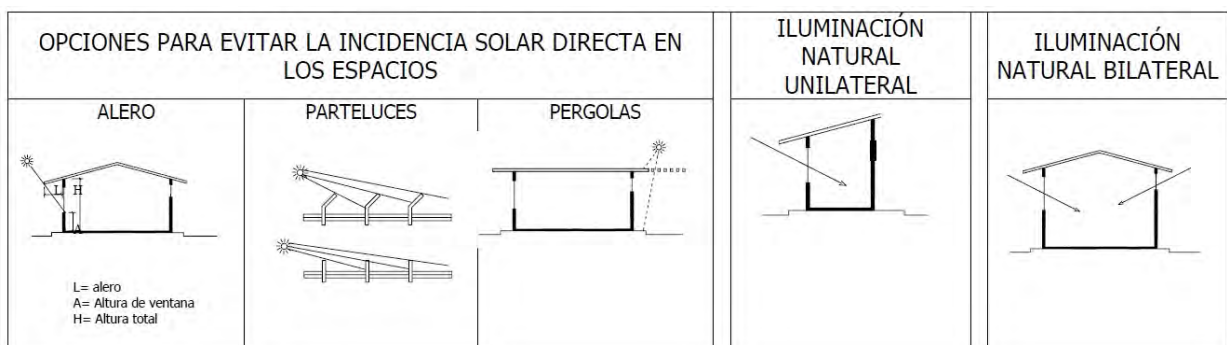 OPCIONES PARA EVITAR LA INCIDENCIA SOLAR DIRECTA EN
LOS ESPACIOS
ALERO
L
H
A
L= alero
A= Altura de ventana
H= Altura total
PARTELUCES
PERGOLAS
ILUMINACIÓN
NATURAL
UNILATERAL
ILUMINACIÓN
NATURAL BILATERAL